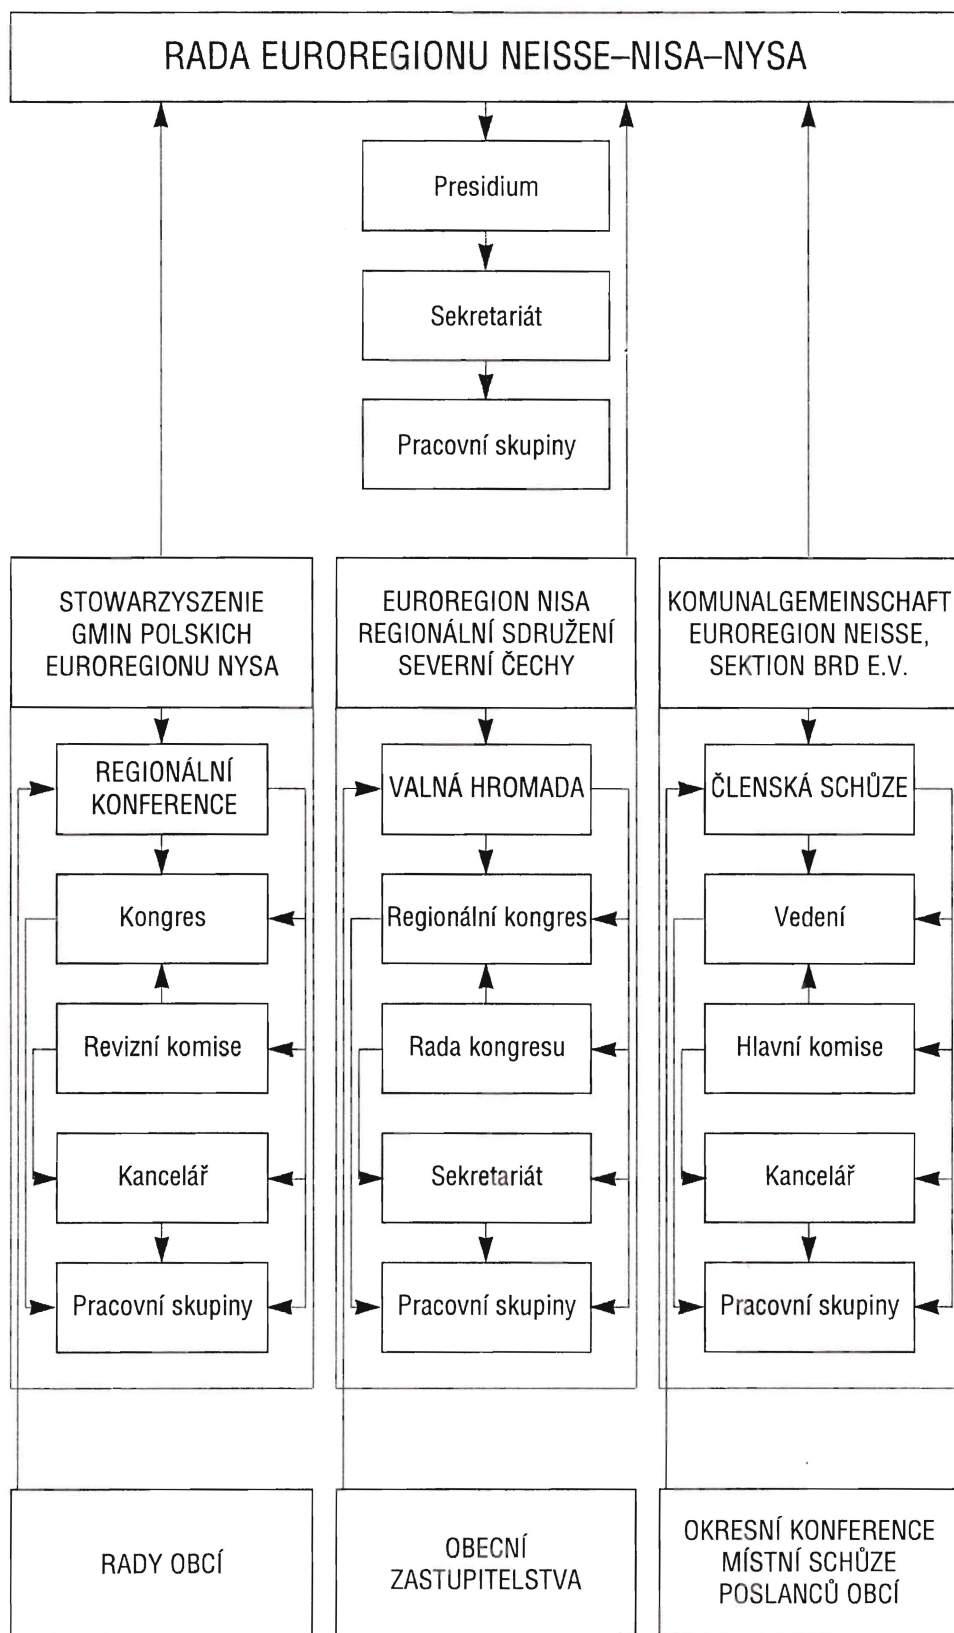 RADA EUROREGIONU NEISSE–NISA–NYSA
Presidium
Sekretariát
Pracovní skupiny
STOWARZYSZENIE
GMIN POLSKICH
EUROREGIONU NYSA
REGIONÁLNÍ
KONFERENCE
Kongres
Revizní komise
Kancelář
Pracovní skupiny
RADY OBCÍ
EUROREGION NISA
REGIONÁLNÍ SDRUŽENÍ
SEVERNÍ ČECHY
VALNÁ HROMADA
Regionální kongres
Rada kongresu
Sekretariát
Pracovní skupiny
OBECNÍ
ZASTUPITELSTVA
KOMUNALGEMEINSCHAFT
EUROREGION NEISSE,
SEKTION BRD E.V.
ČLENSKÁ SCHŮZE
Vedení
Hlavní komise
Kancelář
Pracovní skupiny
OKRESNÍ KONFERENCE
MÍSTNÍ SCHŮZE
POSLANCŮ OBCÍ